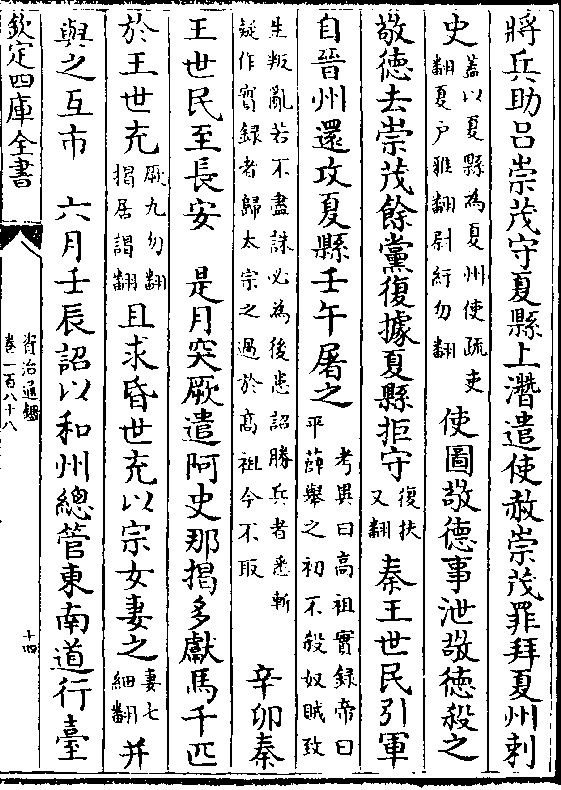 將兵助呂崇茂守夏縣上潛遣使赦崇茂罪拜夏州刺
史蓋以夏縣為夏州使疏吏翻夏户雅翻尉紆勿翻使圖敬德事泄敬德殺之
敬德去崇茂餘黨復據夏縣拒守復扶又翻秦王世民引軍
自晉州還攻夏縣壬午屠之考異曰髙祖實録帝曰平薛舉之初不殺奴賊致
生叛亂若不盡誅必為後患詔勝兵者悉斬疑作實録者歸太宗之過於髙祖今不取辛卯秦
王世民至長安　是月突厥遣阿史那揭多獻馬千匹
於王世充厥九勿翻揭居謁翻且求昏世充以宗女妻之妻七細翻并
與之互市　六月壬辰詔以和州總管東南道行臺
欽定四庫全書
資治通鑑
卷一百八十八
十四